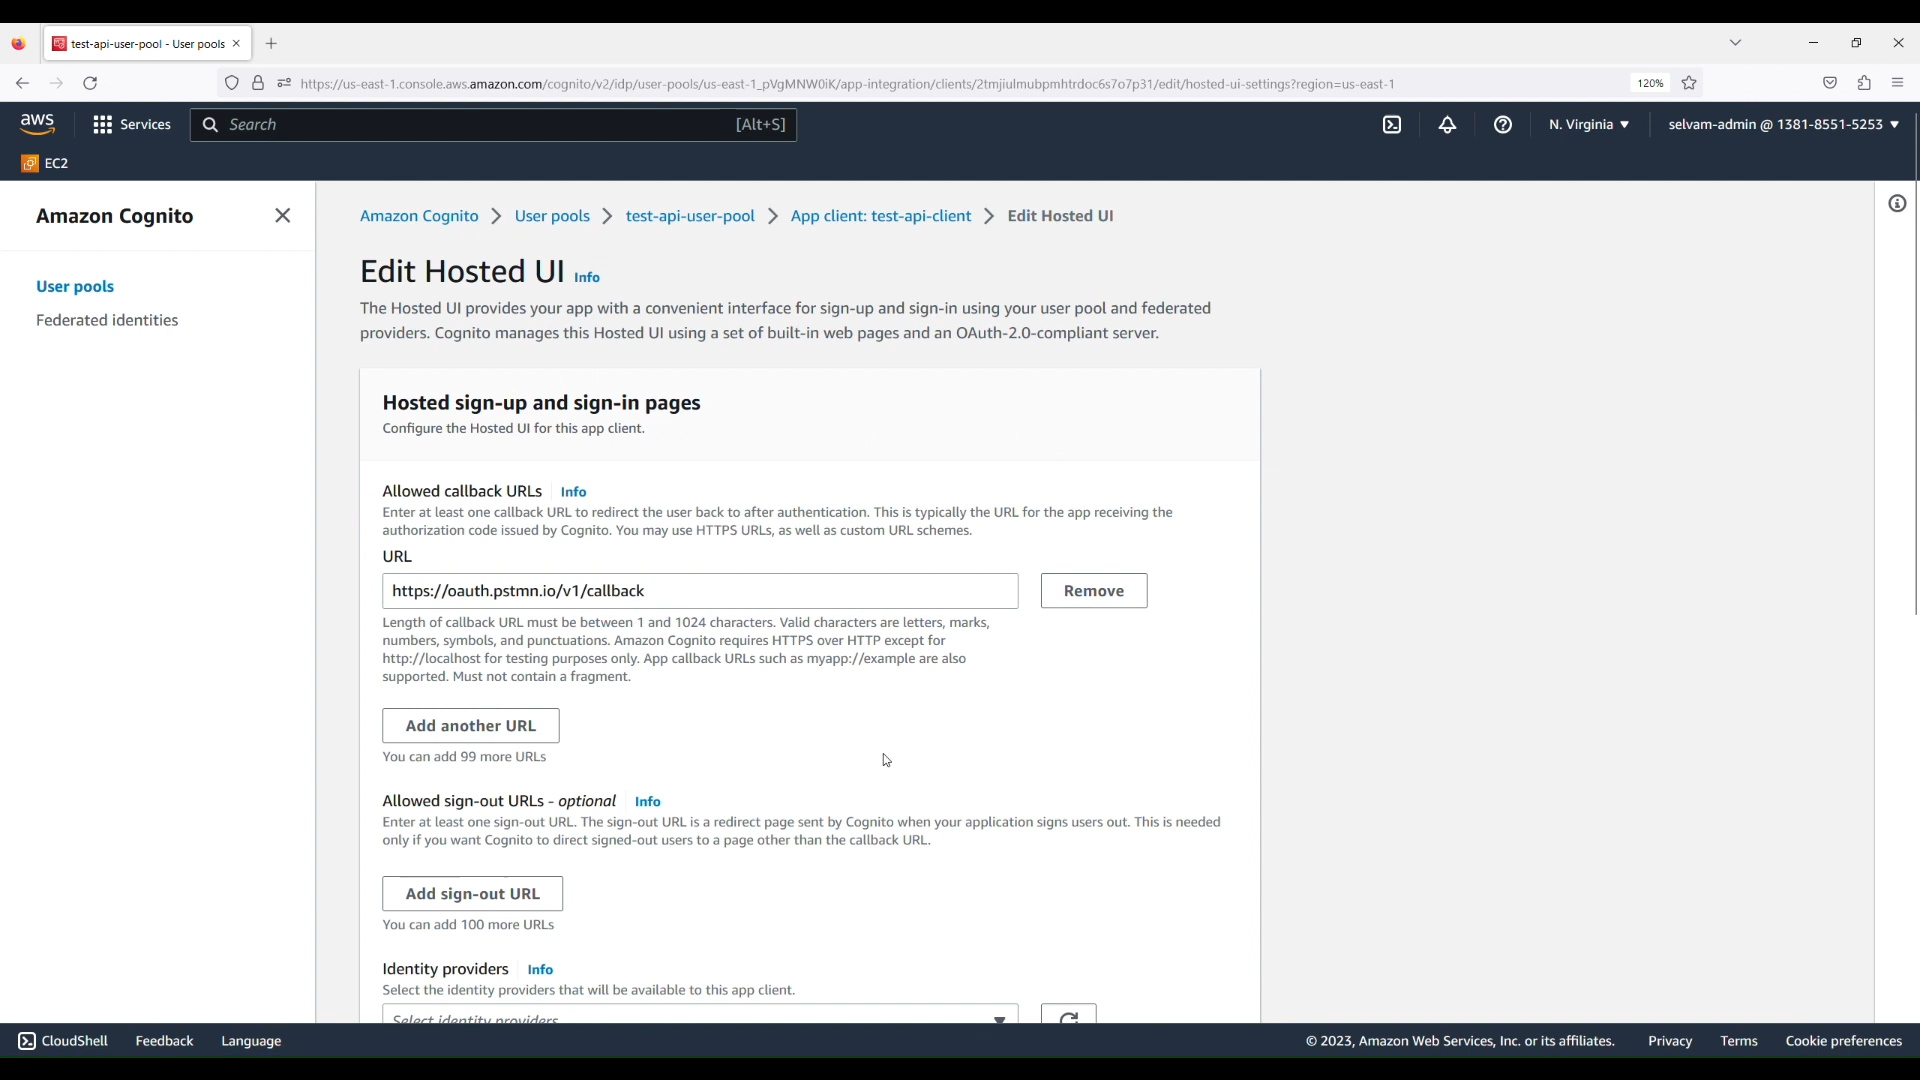 test-api-user-pool - User pools
https://us-east-1.console.aws.amazon.com/cognito/v2/idp/user-pools/us-east-1_pVgMNW0iK/app-integration/clients/2tmjiulmubpmhtrdoc6s7o7p31/edit/hosted-ui-settings?region=us-east-1
120%
aws
Services
Search
[Alt+S]
N. Virginia
selvam-admin @ 1381-8551-5253
EC2
Amazon Cognito
User pools
Federated identities
Amazon Cognito
User pools
test-api-user-pool
App client: test-api-client
Edit Hosted UI
Edit Hosted UI Info
The Hosted UI provides your app with a convenient interface for sign-up and sign-in using your user pool and federated
providers. Cognito manages this Hosted UI using a set of built-in web pages and an OAuth-2.0-compliant server.
Hosted sign-up and sign-in pages
Configure the Hosted UI for this app client.
Allowed callback URLs Info
Enter at least one callback URL to redirect the user back to after authentication. This is typically the URL for the app receiving the
authorization code issued by Cognito. You may use HTTPS URLs, as well as custom URL schemes.
URL
https://oauth.pstmn.io/v1/callback
Remove
Length of callback URL must be between 1 and 1024 characters. Valid characters are letters, marks,
numbers, symbols, and punctuations. Amazon Cognito requires HTTPS over HTTP except for
http://localhost for testing purposes only. App callback URLs such as myapp://example are also
supported. Must not contain a fragment.
Add another URL
You can add 99 more URLs
Allowed sign-out URLs - optional Info
Enter at least one sign-out URL. The sign-out URL is a redirect page sent by Cognito when your application signs users out. This is needed
only if you want Cognito to direct signed-out users to a page other than the callback URL.
Add sign-out URL
You can add 100 more URLs
Identity providers Info
Select the identity providers that will be available to this app client.
Select identity providers
CloudShell
Feedback
Language
© 2023, Amazon Web Services, Inc. or its affiliates.
Privacy
Terms
Cookie preferences